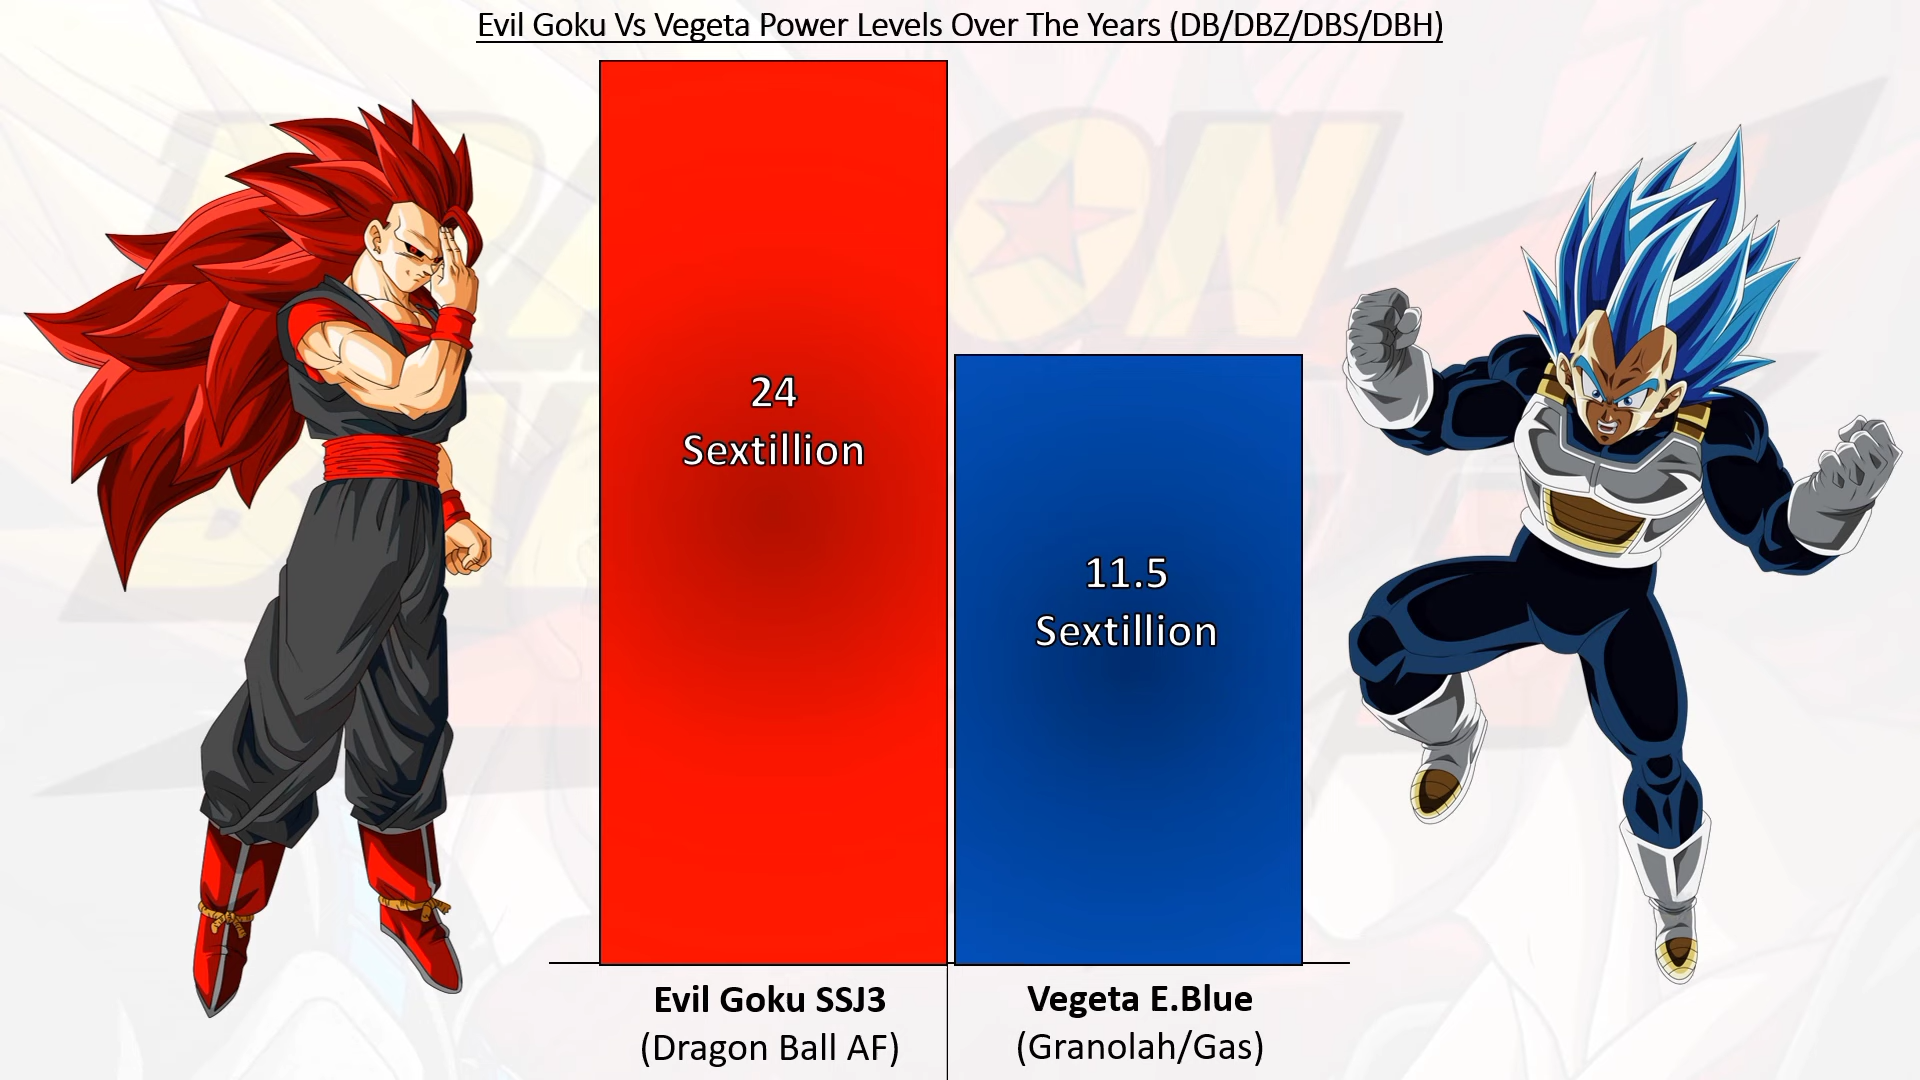 Evil Goku Vs Vegeta Power Levels Over The Years (DB/DBZ/DBS/DBH)
24
Sextillion
11.5
Sextillion
Evil Goku SSJ3
(Dragon Ball AF)
Vegeta E.Blue
(Granolah/Gas)